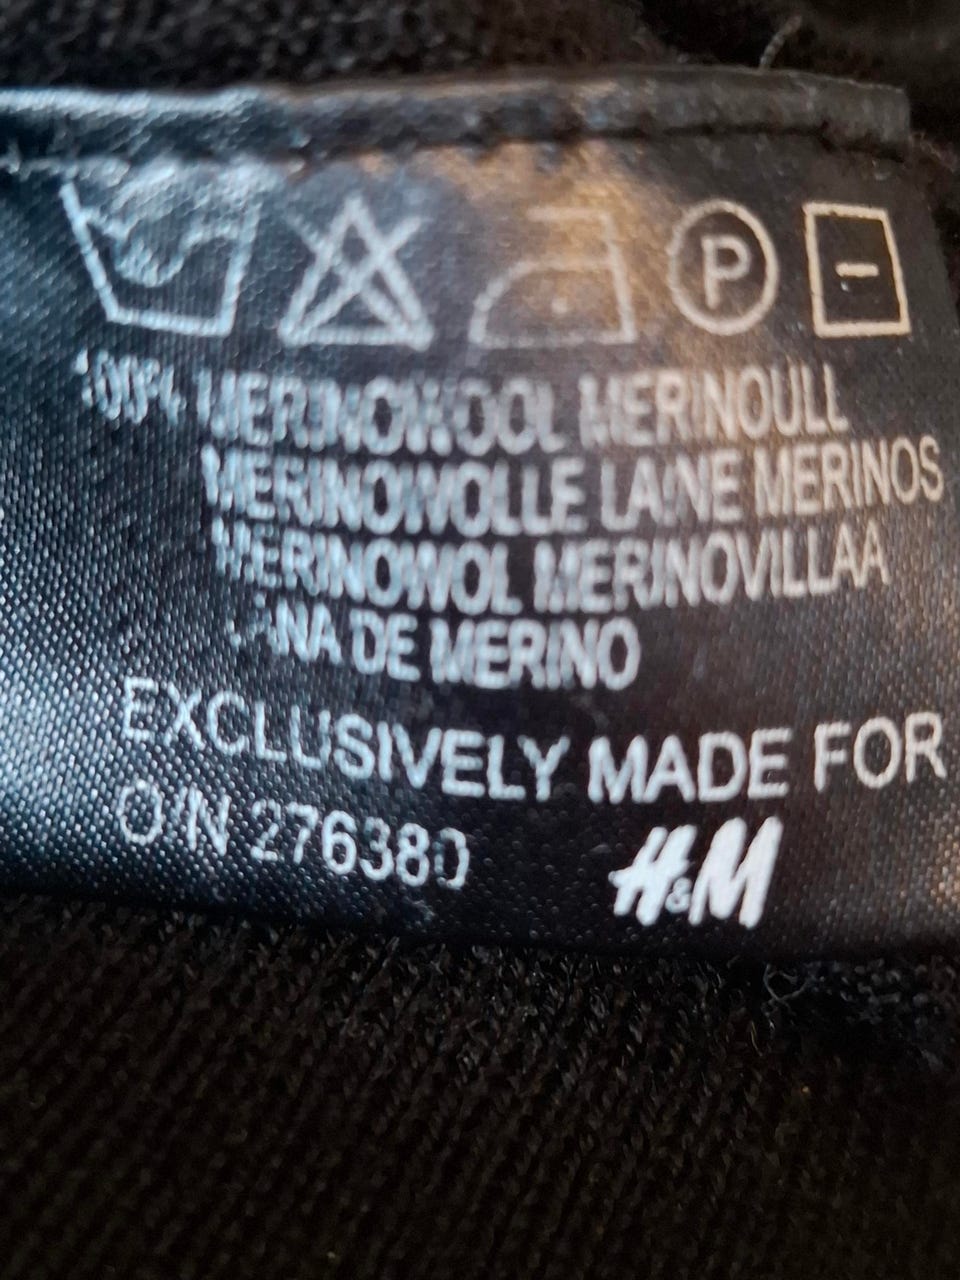 P
100% MERINOWOOL MERINOULL
MERINOWOLLE LAINE MERINOS
MERINOWOL MERINOVILLAA
LANA DE MERINO
EXCLUSIVELY MADE FOR
O/N 276380 H&M